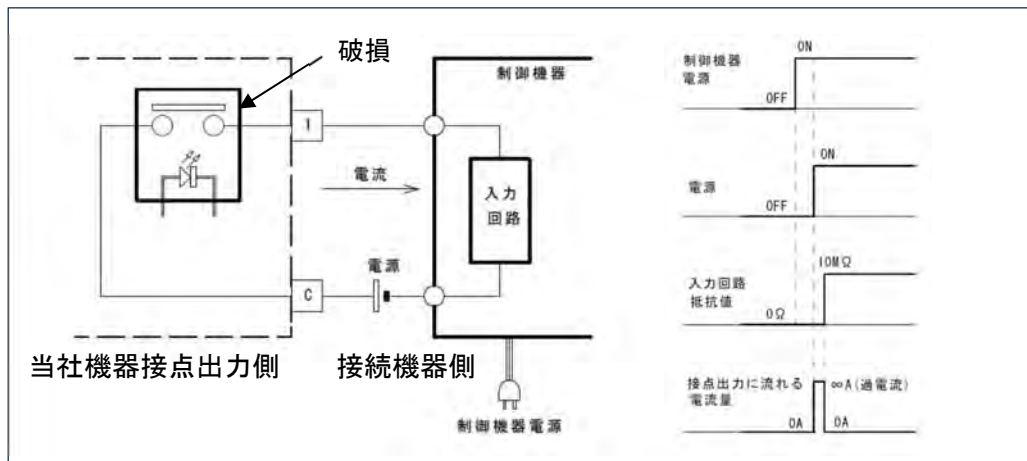 破損
制御機器
1
電流
入力
回路
電源
C
当社機器接点出力側
接続機器側
制御機器電源
制御機器
電源
ON
OFF
電源
ON
OFF
入力回路
抵抗値
10MΩ
0Ω
接点出力に流れる
電流量
∞A(過電流)
0A
0A